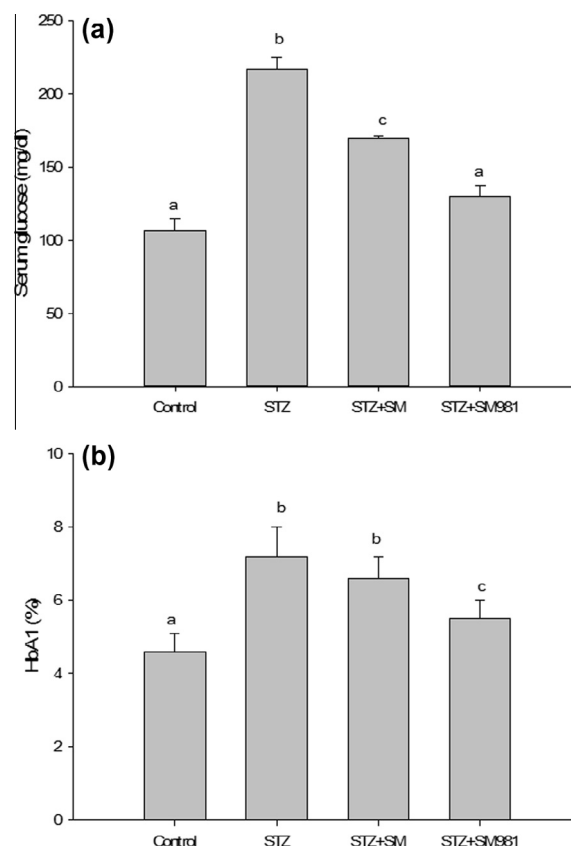 (a)
250
200
150
100
50
0
Serum glucose (mg/dl)
a
b
c
a
Control STZ STZ+SM STZ+SM981
(b)
10
8
6
4
2
0
HbA1 (%)
a
b
b
c
Control STZ STZ+SM STZ+SM981